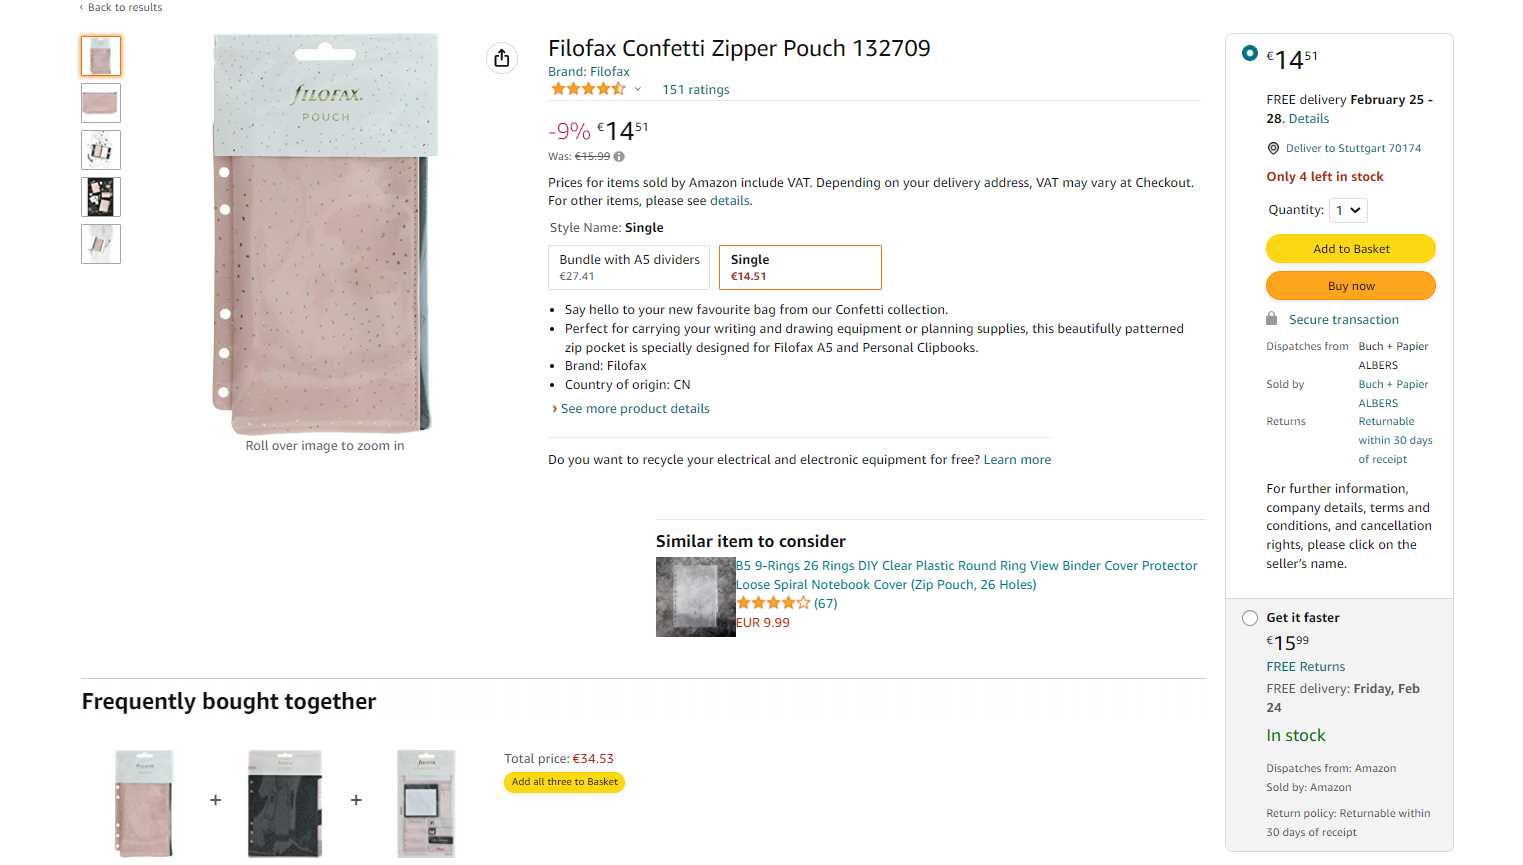 ‹ Back to results
FILOFAX.
POUCH
Roll over image to zoom in
Filofax Confetti Zipper Pouch 132709
Brand: Filofax
151 ratings
-9% €14 51
Was: €15.99
Prices for items sold by Amazon include VAT. Depending on your delivery address, VAT may vary at Checkout.
For other items, please see details.
Style Name: Single
Bundle with A5 dividers
€27.41
Single
€14.51
• Say hello to your new favourite bag from our Confetti collection.
• Perfect for carrying your writing and drawing equipment or planning supplies, this beautifully patterned
zip pocket is specially designed for Filofax A5 and Personal Clipbooks.
• Brand: Filofax
• Country of origin: CN
› See more product details
Do you want to recycle your electrical and electronic equipment for free? Learn more
Similar item to consider
B5 9-Rings 26 Rings DIY Clear Plastic Round Ring View Binder Cover Protector
Loose Spiral Notebook Cover (Zip Pouch, 26 Holes)
(67)
EUR 9.99
Frequently bought together
+
+
Total price: €34.53
Add all three to Basket
€14 51
FREE delivery February 25 -
28. Details
Deliver to Stuttgart 70174
Only 4 left in stock
Quantity: 1
Add to Basket
Buy now
Secure transaction
Dispatches from Buch + Papier
ALBERS
Sold by Buch + Papier
ALBERS
Returns Returnable
within 30 days
of receipt
For further information,
company details, terms and
conditions, and cancellation
rights, please click on the
seller's name.
Get it faster
€15 99
FREE Returns
FREE delivery: Friday, Feb
24
In stock
Dispatches from: Amazon
Sold by: Amazon
Return policy: Returnable within
30 days of receipt